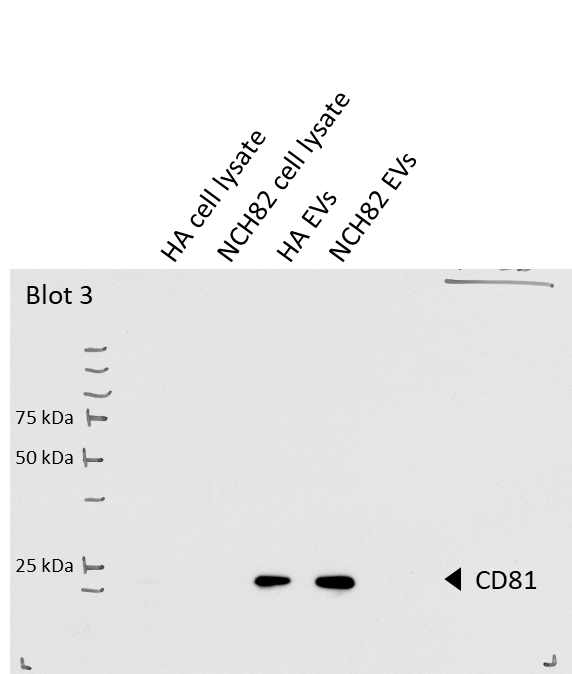 HA cell lysate
NCH82 cell lysate
HA EVs
NCH82 EVs
Blot 3
75 kDa
50 kDa
25 kDa
CD81